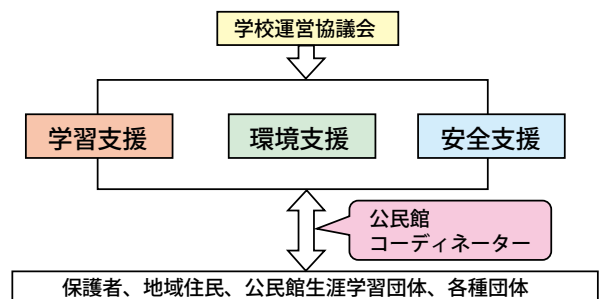 学校運営協議会
学習支援
環境支援
安全支援
公民館
コーディネーター
保護者、地域住民、公民館生涯学習団体、各種団体